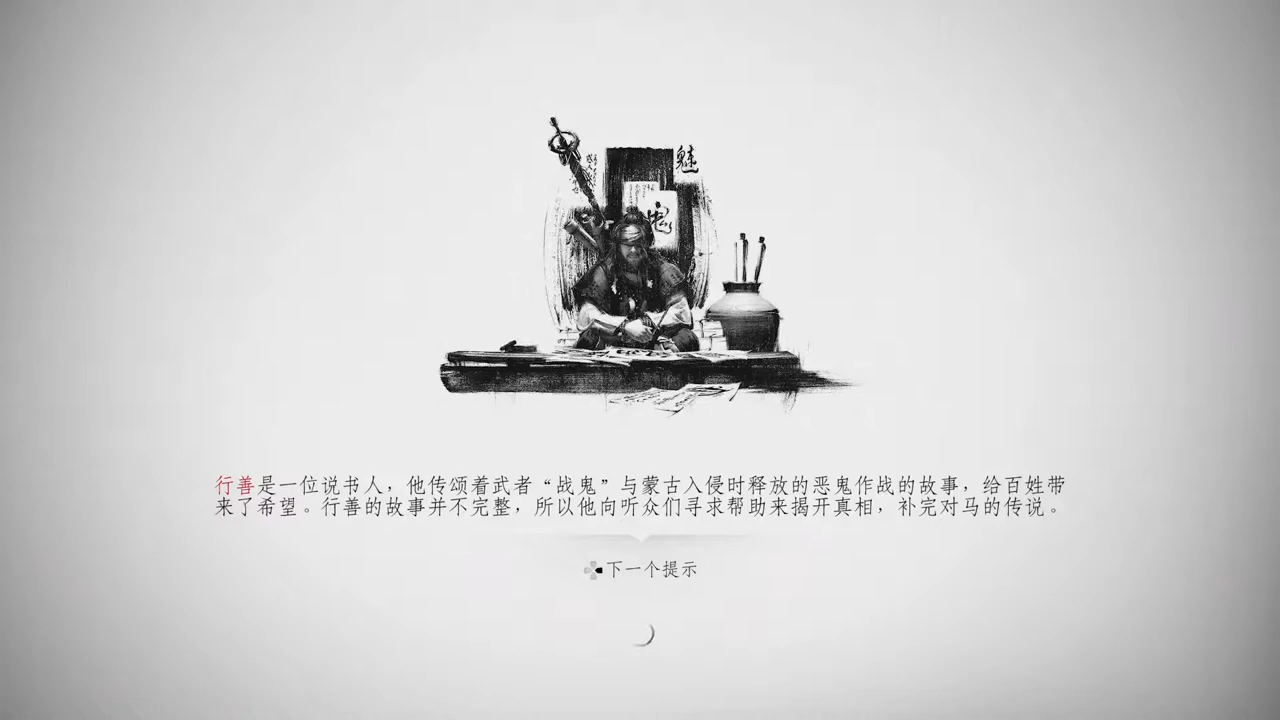 魅
鬼
行善是一位说书人，他传颂着武者“战鬼”与蒙古入侵时释放的恶鬼作战的故事，给百姓带
来了希望。行善的故事并不完整，所以他向听众们寻求帮助来揭开真相，补完对马的传说。
下一个提示